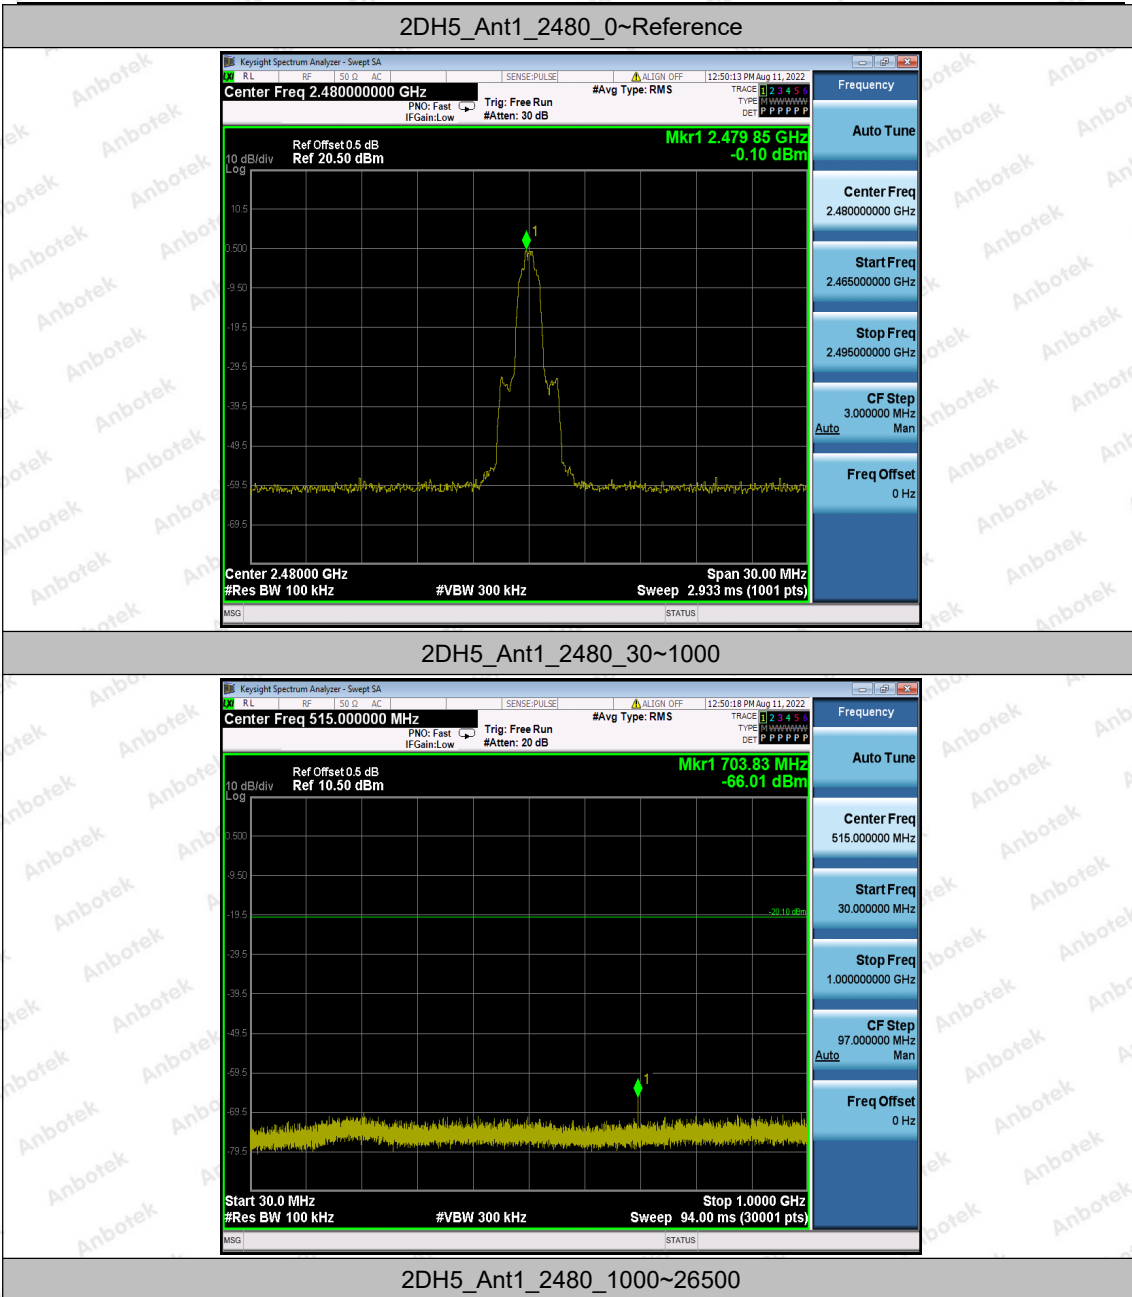 2DH5_Ant1_2480_0~Reference
Keysight Spectrum Analyzer - Swept SA
LXI RL RF 50 Ω AC SENSE:PULSE ALIGN OFF 12:50:13 PM Aug 11, 2022
Center Freq 2.480000000 GHz #Avg Type: RMS TRACE 1 2 3 4 5 6
PNO: Fast Trig: Free Run TYPE M WWWWW
IFGain:Low #Atten: 30 dB DET P P P P P P
Frequency
Auto Tune
Center Freq
2.480000000 GHz
Start Freq
2.465000000 GHz
Stop Freq
2.495000000 GHz
CF Step
3.000000 MHz
Auto Man
Freq Offset
0 Hz
Mkr1 2.479 85 GHz
-0.10 dBm
Ref Offset 0.5 dB
10 dB/div Ref 20.50 dBm
Log
10.5
0.500
-9.50
-19.5
-29.5
-39.5
-49.5
-59.5
-69.5
1
Center 2.48000 GHz Span 30.00 MHz
#Res BW 100 kHz #VBW 300 kHz Sweep 2.933 ms (1001 pts)
MSG STATUS
2DH5_Ant1_2480_30~1000
Keysight Spectrum Analyzer - Swept SA
LXI RL RF 50 Ω AC SENSE:PULSE ALIGN OFF 12:50:18 PM Aug 11, 2022
Center Freq 515.000000 MHz #Avg Type: RMS TRACE 1 2 3 4 5 6
PNO: Fast Trig: Free Run TYPE M WWWWW
IFGain:Low #Atten: 20 dB DET P P P P P P
Frequency
Auto Tune
Center Freq
515.000000 MHz
Start Freq
30.000000 MHz
Stop Freq
1.000000000 GHz
CF Step
97.000000 MHz
Auto Man
Freq Offset
0 Hz
Mkr1 703.83 MHz
-66.01 dBm
Ref Offset 0.5 dB
10 dB/div Ref 10.50 dBm
Log
0.500
-9.50
-19.5
-29.5
-39.5
-49.5
-59.5
-69.5
-79.5
-20.10 dBm
1
Start 30.0 MHz Stop 1.0000 GHz
#Res BW 100 kHz #VBW 300 kHz Sweep 94.00 ms (30001 pts)
MSG STATUS
2DH5_Ant1_2480_1000~26500
Anbotek